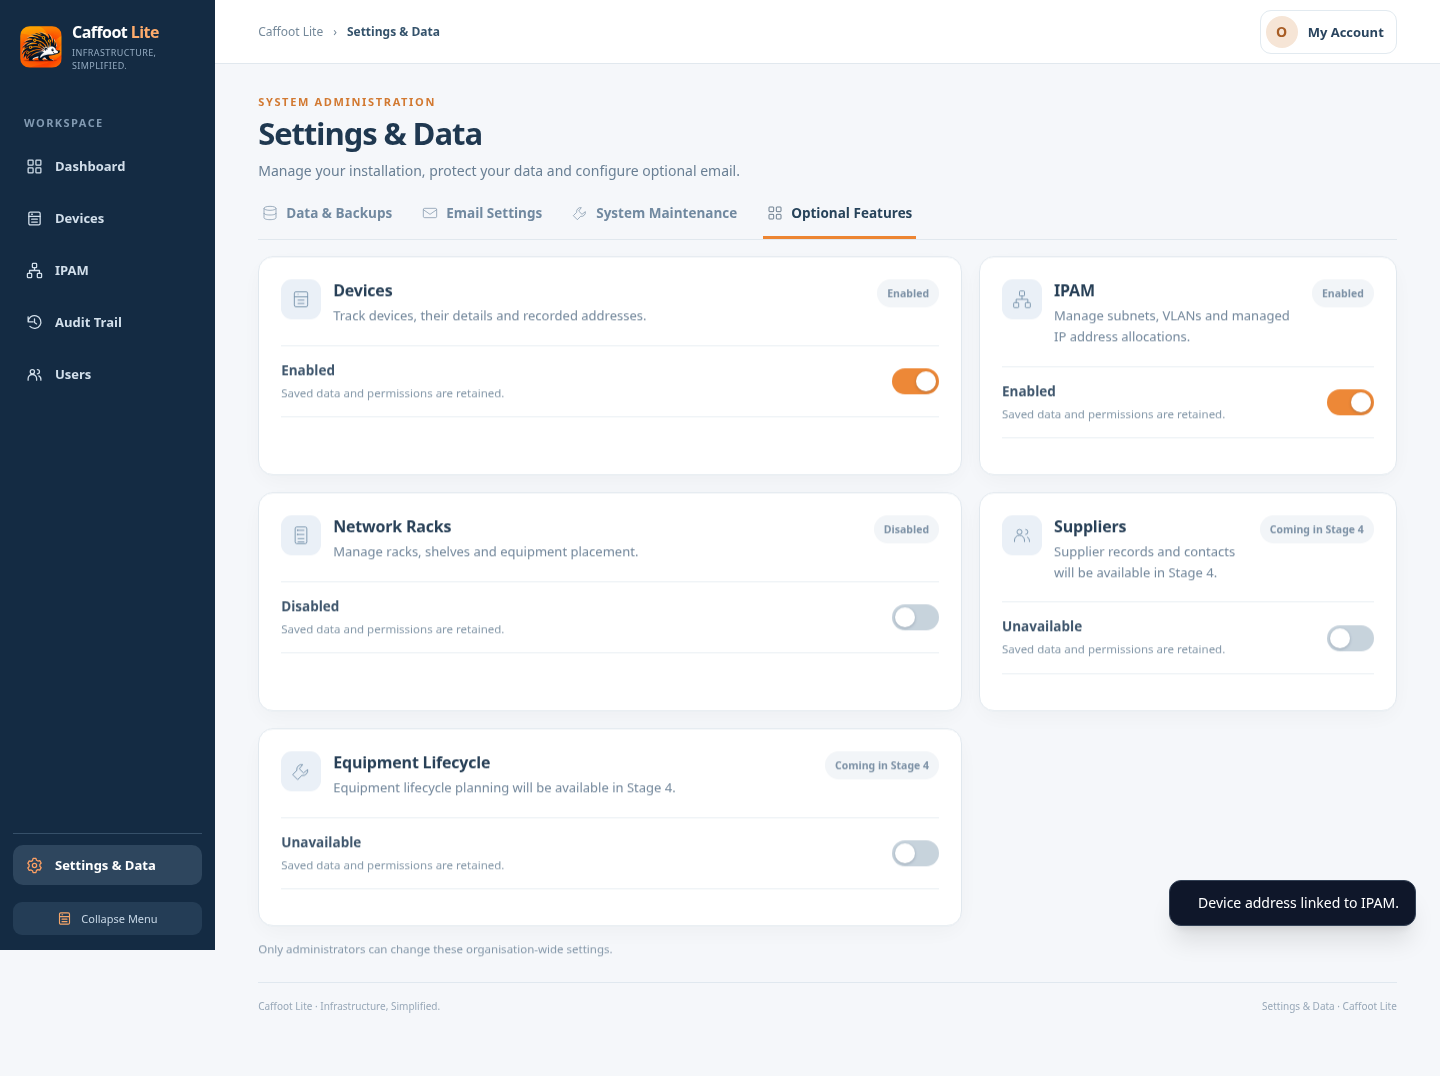 Caffoot Lite
INFRASTRUCTURE,
SIMPLIFIED.
WORKSPACE
Dashboard
Devices
IPAM
Audit Trail
Users
Settings & Data
Collapse Menu
Caffoot Lite › Settings & Data
O My Account
SYSTEM ADMINISTRATION
Settings & Data
Manage your installation, protect your data and configure optional email.
Data & Backups Email Settings System Maintenance Optional Features
Devices
Enabled
Track devices, their details and recorded addresses.
Enabled
Saved data and permissions are retained.
IPAM
Enabled
Manage subnets, VLANs and managed
IP address allocations.
Enabled
Saved data and permissions are retained.
Network Racks
Disabled
Manage racks, shelves and equipment placement.
Disabled
Saved data and permissions are retained.
Suppliers
Coming in Stage 4
Supplier records and contacts
will be available in Stage 4.
Unavailable
Saved data and permissions are retained.
Equipment Lifecycle
Coming in Stage 4
Equipment lifecycle planning will be available in Stage 4.
Unavailable
Saved data and permissions are retained.
Device address linked to IPAM.
Only administrators can change these organisation-wide settings.
Caffoot Lite · Infrastructure, Simplified.
Settings & Data · Caffoot Lite